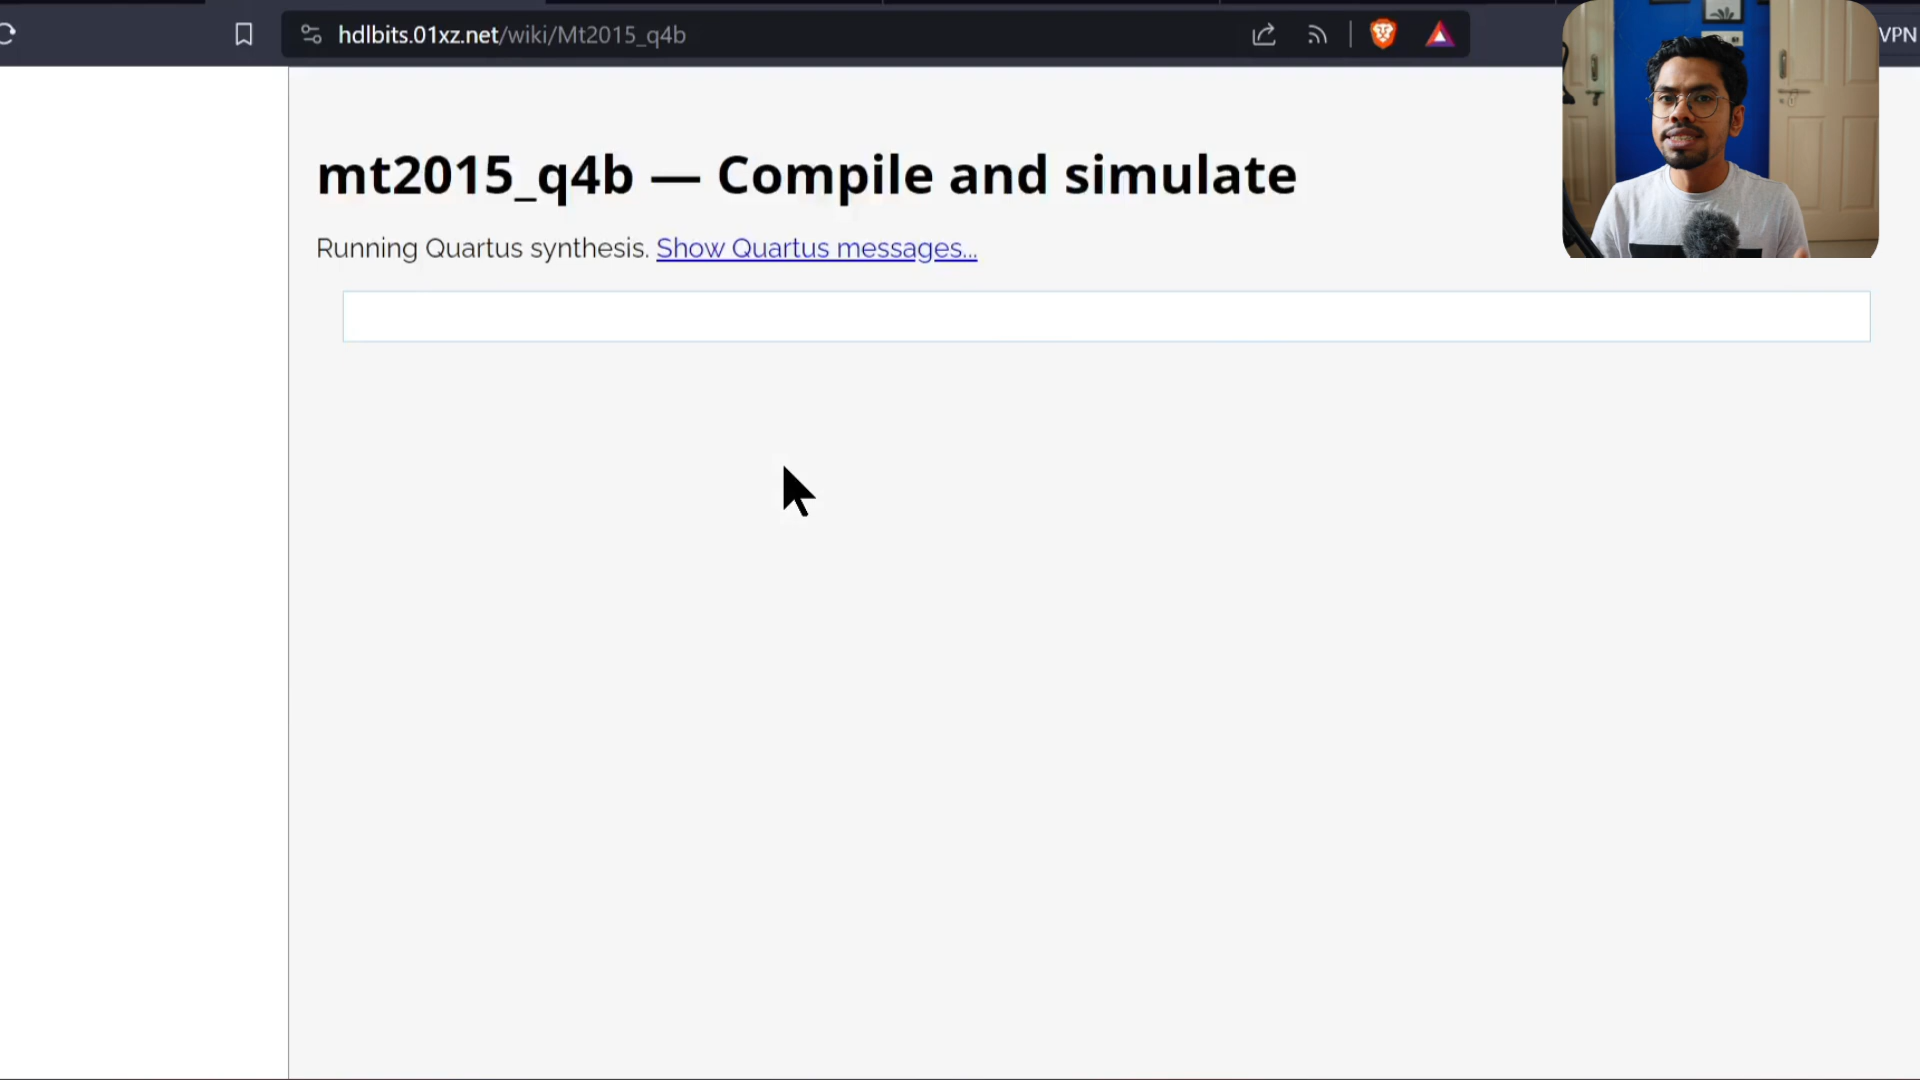 hdlbits.01xz.net/wiki/Mt2015_q4b
VPN
mt2015_q4b — Compile and simulate
Running Quartus synthesis. Show Quartus messages...